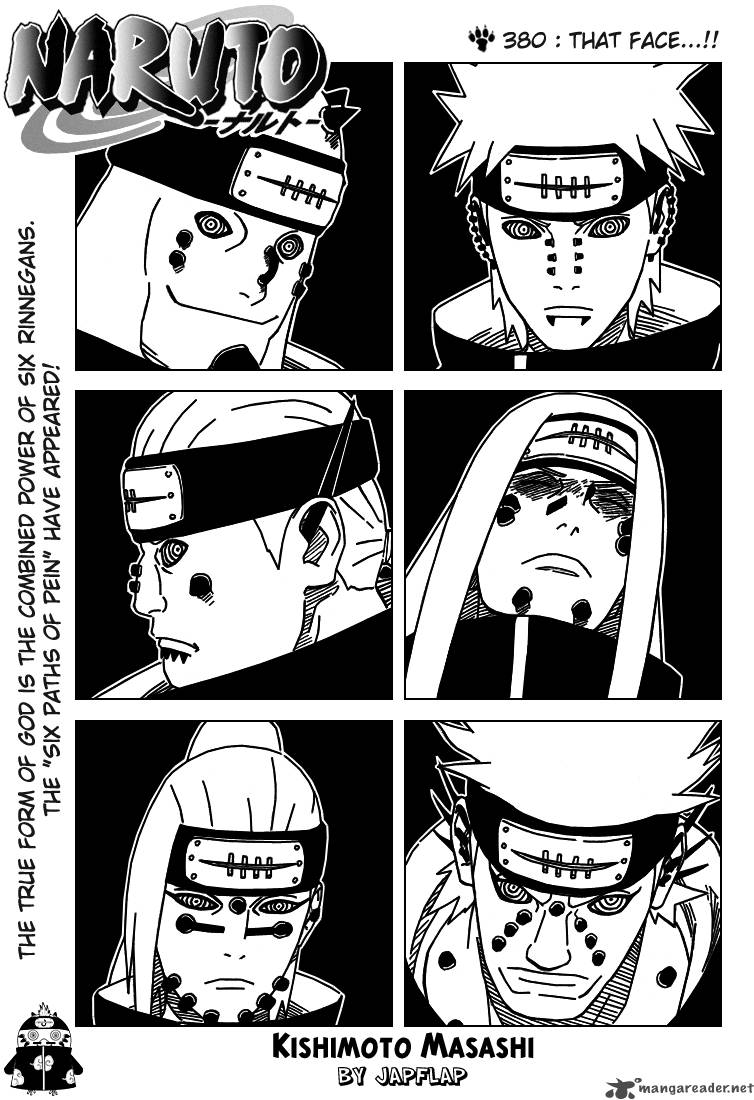 NARUTO
-ナルト-
380 : THAT FACE...!!
THE TRUE FORM OF GOD IS THE COMBINED POWER OF SIX RINNEGANS.
THE "SIX PATHS OF PEIN" HAVE APPEARED!
KISHIMOTO MASASHI
BY JAPFLAP
mangareader.net